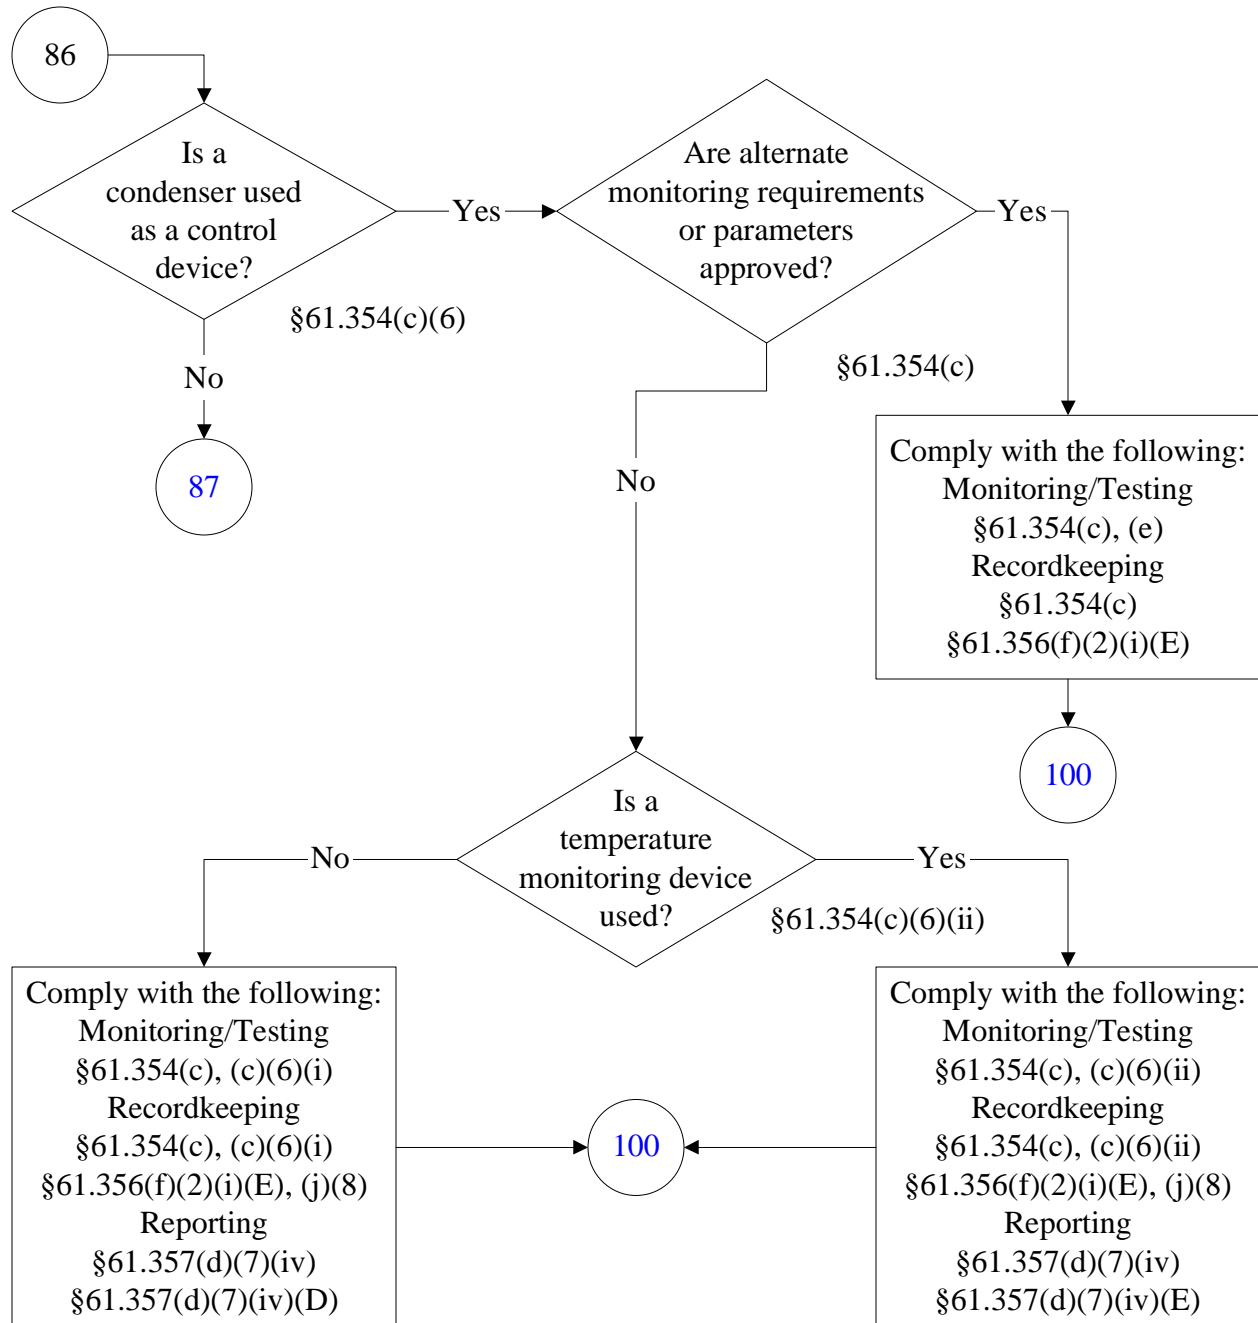 86
Is a
condenser used
as a control
device?
Yes
§61.354(c)(6)
No
87
Are alternate
monitoring requirements
or parameters
approved?
Yes
§61.354(c)
No
Comply with the following:
Monitoring/Testing
§61.354(c), (e)
Recordkeeping
§61.354(c)
§61.356(f)(2)(i)(E)
100
Is a
temperature
monitoring device
used?
No
Yes
§61.354(c)(6)(ii)
Comply with the following:
Monitoring/Testing
§61.354(c), (c)(6)(i)
Recordkeeping
§61.354(c), (c)(6)(i)
§61.356(f)(2)(i)(E), (j)(8)
Reporting
§61.357(d)(7)(iv)
§61.357(d)(7)(iv)(D)
100
Comply with the following:
Monitoring/Testing
§61.354(c), (c)(6)(ii)
Recordkeeping
§61.354(c), (c)(6)(ii)
§61.356(f)(2)(i)(E), (j)(8)
Reporting
§61.357(d)(7)(iv)
§61.357(d)(7)(iv)(E)